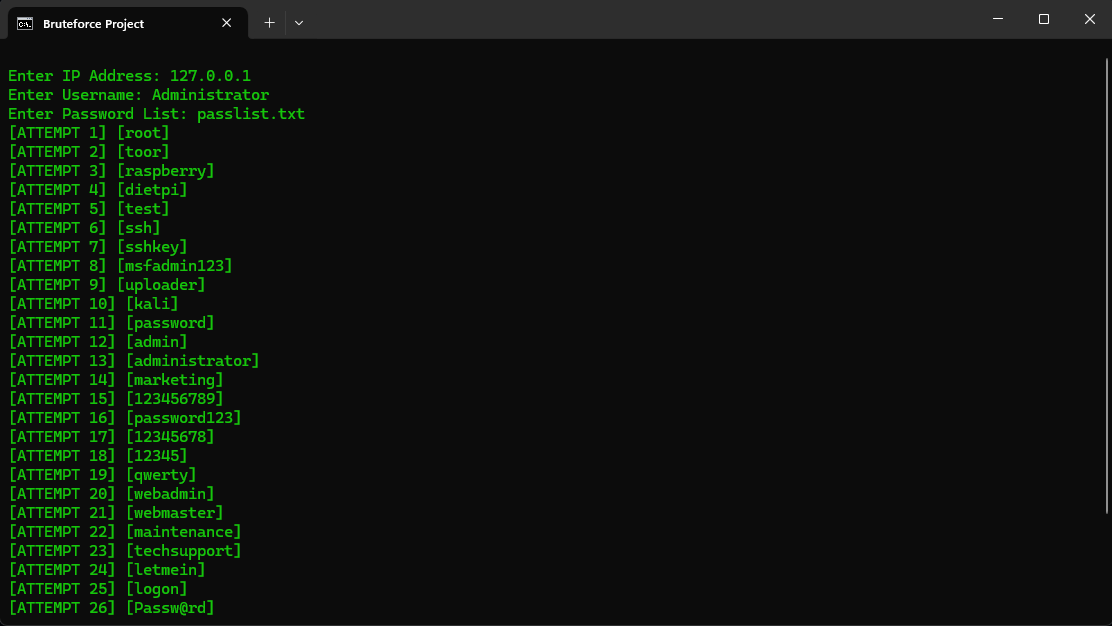 Bruteforce Project
Enter IP Address: 127.0.0.1
Enter Username: Administrator
Enter Password List: passlist.txt
[ATTEMPT 1] [root]
[ATTEMPT 2] [toor]
[ATTEMPT 3] [raspberry]
[ATTEMPT 4] [dietpi]
[ATTEMPT 5] [test]
[ATTEMPT 6] [ssh]
[ATTEMPT 7] [sshkey]
[ATTEMPT 8] [msfadmin123]
[ATTEMPT 9] [uploader]
[ATTEMPT 10] [kali]
[ATTEMPT 11] [password]
[ATTEMPT 12] [admin]
[ATTEMPT 13] [administrator]
[ATTEMPT 14] [marketing]
[ATTEMPT 15] [123456789]
[ATTEMPT 16] [password123]
[ATTEMPT 17] [12345678]
[ATTEMPT 18] [12345]
[ATTEMPT 19] [qwerty]
[ATTEMPT 20] [webadmin]
[ATTEMPT 21] [webmaster]
[ATTEMPT 22] [maintenance]
[ATTEMPT 23] [techsupport]
[ATTEMPT 24] [letmein]
[ATTEMPT 25] [logon]
[ATTEMPT 26] [Passw@rd]